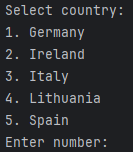 Select country:
1. Germany
2. Ireland
3. Italy
4. Lithuania
5. Spain
Enter number: